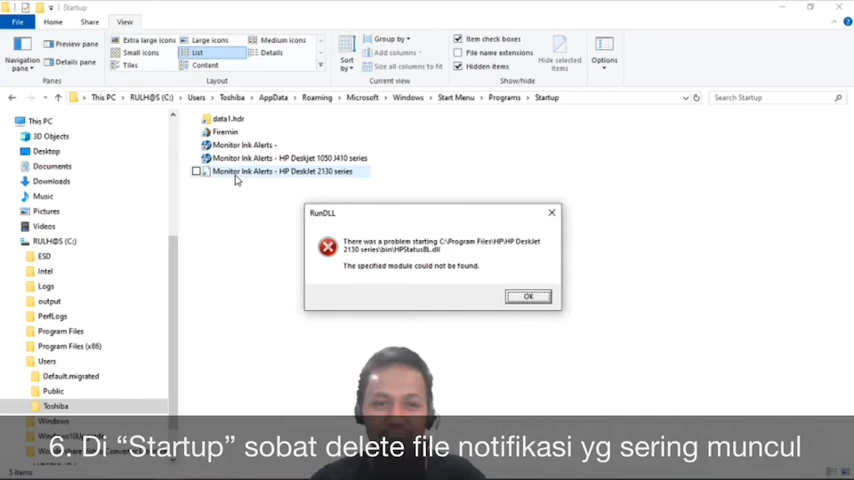 Startup
File Home Share View
Navigation pane
Preview pane
Details pane
Panes
Extra large icons Large icons Medium icons
Small icons List Details
Tiles Content
Layout
Sort by
Group by
Add columns
Size all columns to fit
Current view
Item check boxes
File name extensions
Hidden items
Hide selected items
Show/hide
Options
This PC > RULH@S (C:) > Users > Toshiba > AppData > Roaming > Microsoft > Windows > Start Menu > Programs > Startup
Search Startup
This PC
3D Objects
Desktop
Documents
Downloads
Music
Pictures
Videos
RULH@S (C:)
ESD
Intel
Logs
output
PerfLogs
Program Files
Program Files (x86)
Users
Default.migrated
Public
Toshiba
Windows
5 items
data1.hdr
Firemin
Monitor Ink Alerts -
Monitor Ink Alerts - HP Deskjet 1050 J410 series
Monitor Ink Alerts - HP DeskJet 2130 series
RunDLL
There was a problem starting C:\Program Files\HP\HP DeskJet
2130 series\bin\HPStatusBL.dll
The specified module could not be found.
OK
6. Di “Startup” sobat delete file notifikasi yg sering muncul